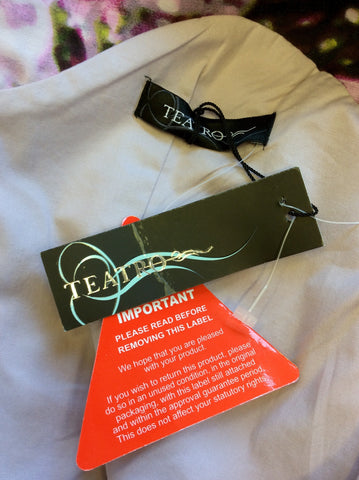 TEATRO
TEATRO
IMPORTANT
PLEASE READ BEFORE
REMOVING THIS LABEL
We hope that you are pleased
with your product.
If you wish to return this product, please
do so in an unused condition, in the original
packaging, with this label still attached,
and within the approval guarantee period.
This does not affect your statutory rights.